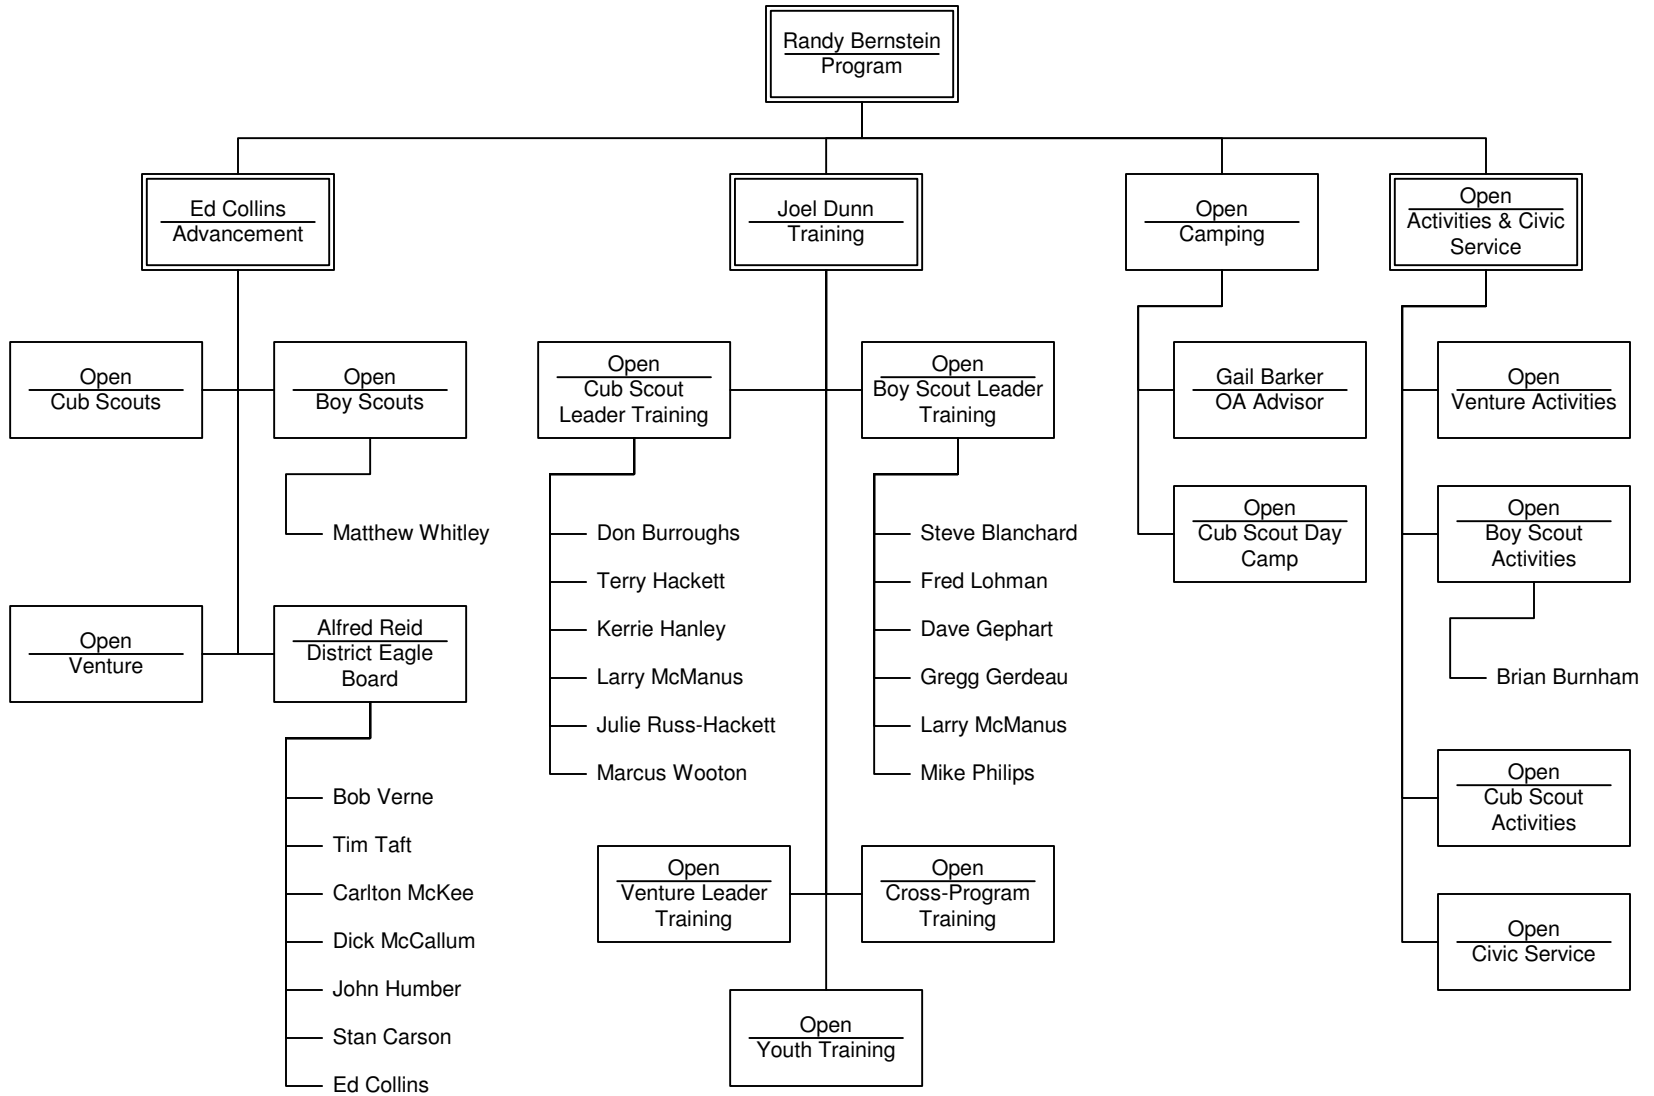 Randy Bernstein
Program
Ed Collins
Advancement
Joel Dunn
Training
Open
Camping
Open
Activities & Civic
Service
Open
Cub Scouts
Open
Boy Scouts
Matthew Whitley
Open
Venture
Alfred Reid
District Eagle
Board
Bob Verne
Tim Taft
Carlton McKee
Dick McCallum
John Humber
Stan Carson
Ed Collins
Open
Cub Scout
Leader Training
Don Burroughs
Terry Hackett
Kerrie Hanley
Larry McManus
Julie Russ-Hackett
Marcus Wooton
Open
Boy Scout Leader
Training
Steve Blanchard
Fred Lohman
Dave Gephart
Gregg Gerdeau
Larry McManus
Mike Philips
Open
Venture Leader
Training
Open
Cross-Program
Training
Open
Youth Training
Gail Barker
OA Advisor
Open
Cub Scout Day
Camp
Open
Venture Activities
Open
Boy Scout
Activities
Brian Burnham
Open
Cub Scout
Activities
Open
Civic Service